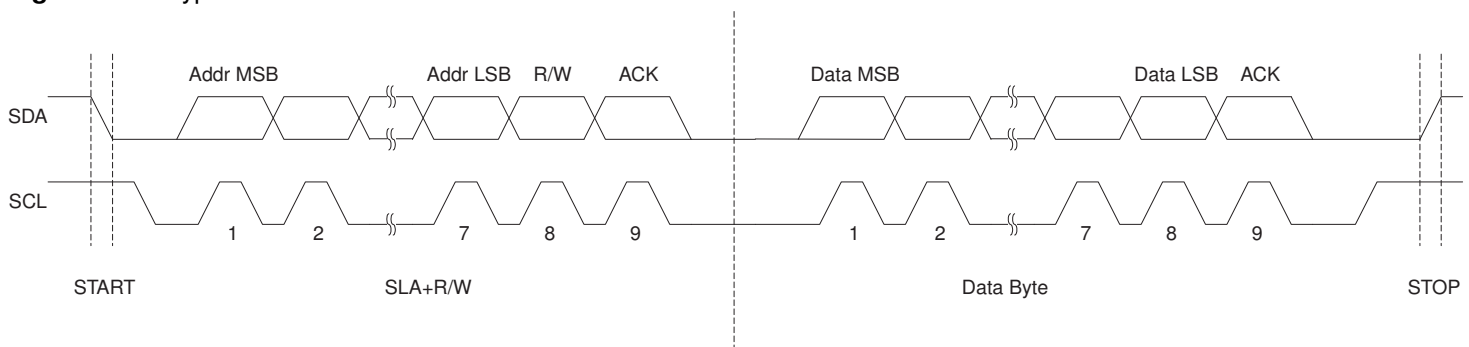 Addr MSB Addr LSB R/W ACK Data MSB Data LSB ACK
SDA
SCL
1 2 7 8 9 1 2 7 8 9
START SLA+R/W Data Byte STOP